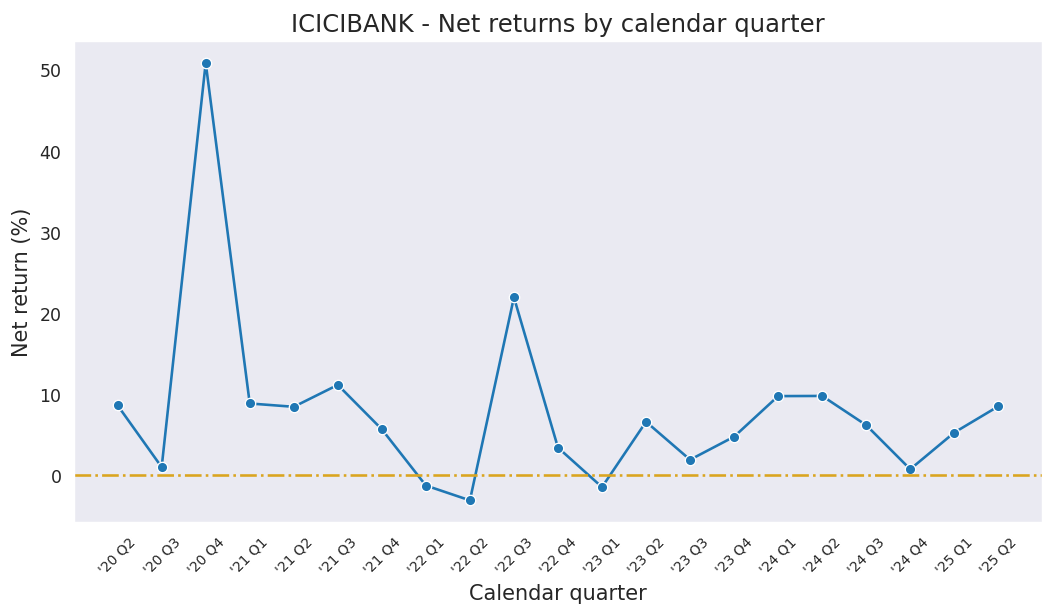 ICICIBANK - Net returns by calendar quarter
Net return (%)
50
40
30
20
10
0
'20 Q2
'20 Q3
'20 Q4
'21 Q1
'21 Q2
'21 Q3
'21 Q4
'22 Q1
'22 Q2
'22 Q3
'22 Q4
'23 Q1
'23 Q2
'23 Q3
'23 Q4
'24 Q1
'24 Q2
'24 Q3
'24 Q4
'25 Q1
'25 Q2
Calendar quarter